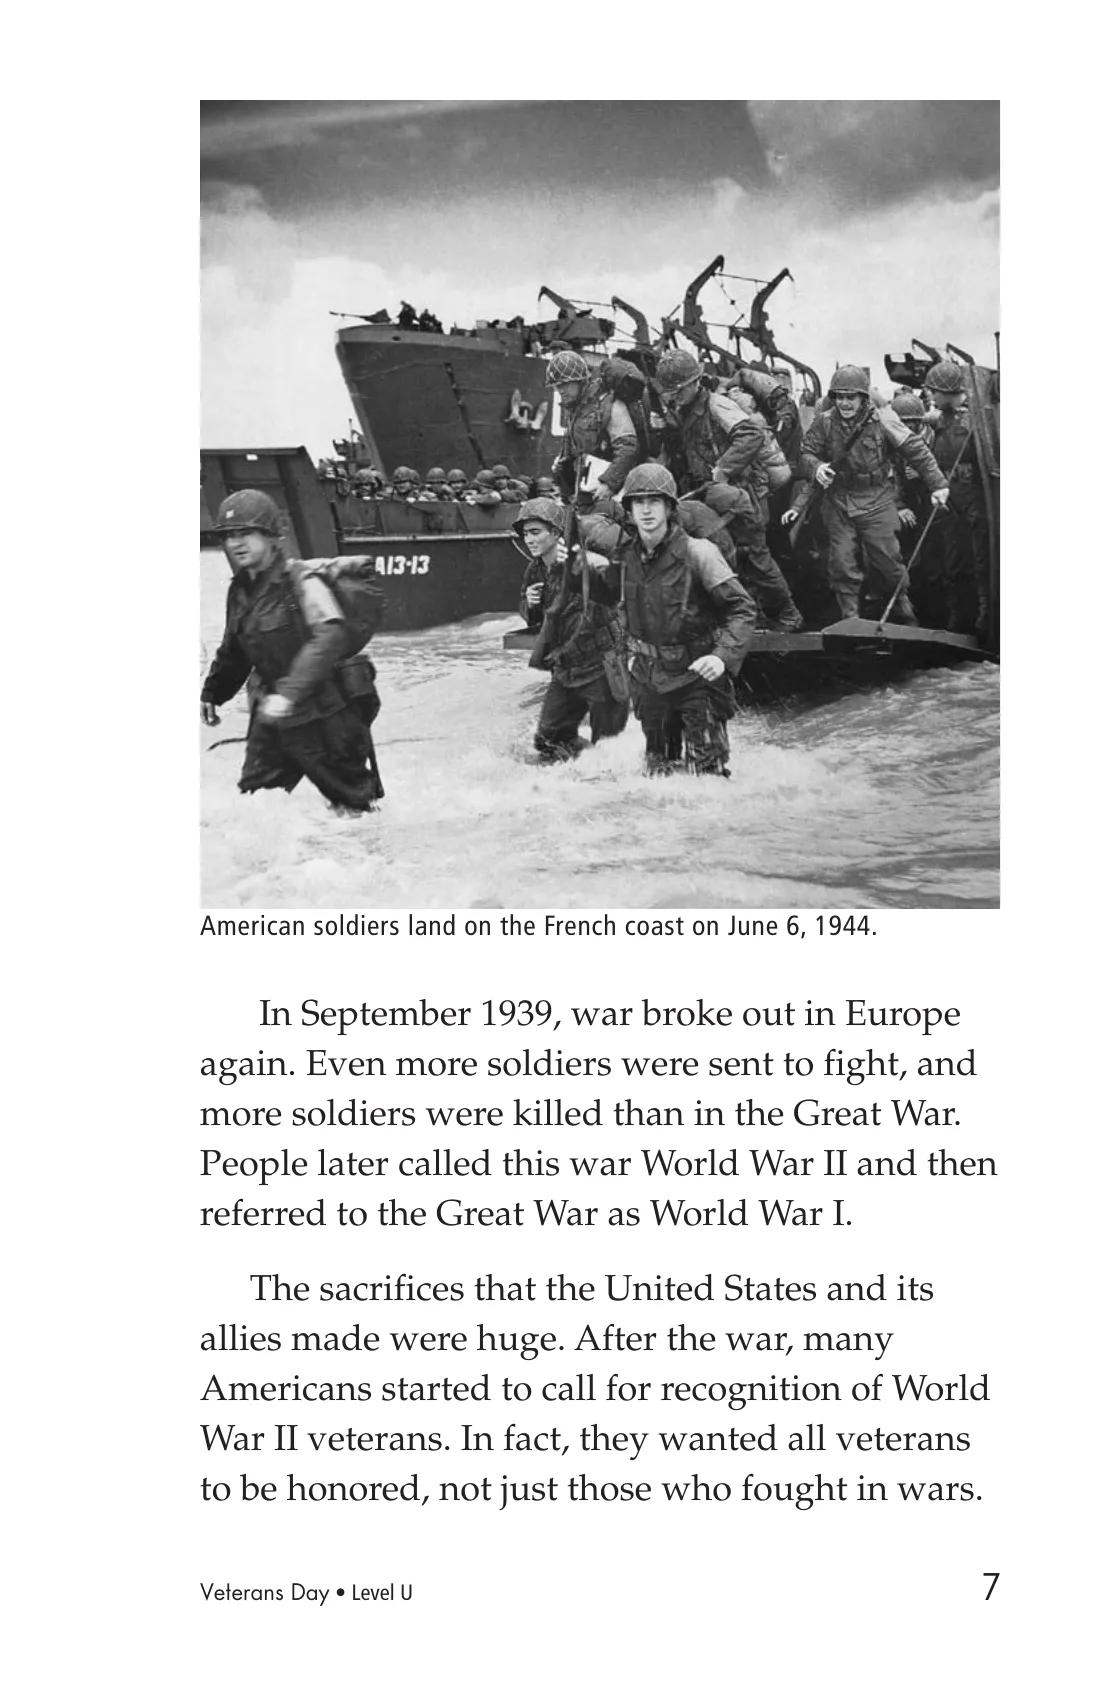 A13-13
American soldiers land on the French coast on June 6, 1944.
In September 1939, war broke out in Europe
again. Even more soldiers were sent to fight, and
more soldiers were killed than in the Great War.
People later called this war World War II and then
referred to the Great War as World War I.
The sacrifices that the United States and its
allies made were huge. After the war, many
Americans started to call for recognition of World
War II veterans. In fact, they wanted all veterans
to be honored, not just those who fought in wars.
Veterans Day • Level U
7